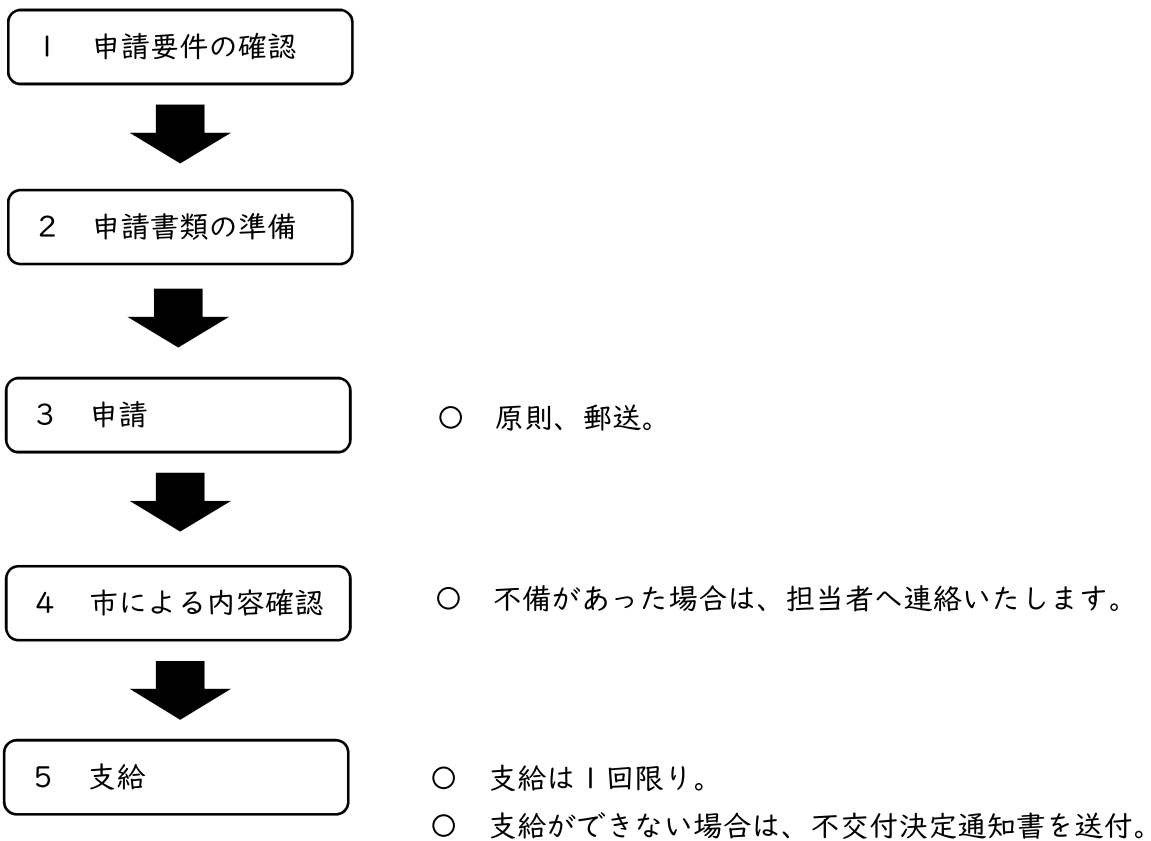 １　申請要件の確認
２　申請書類の準備
３　申請
○　原則、郵送。
４　市による内容確認
○　不備があった場合は、担当者へ連絡いたします。
５　支給
○　支給は１回限り。
○　支給ができない場合は、不交付決定通知書を送付。